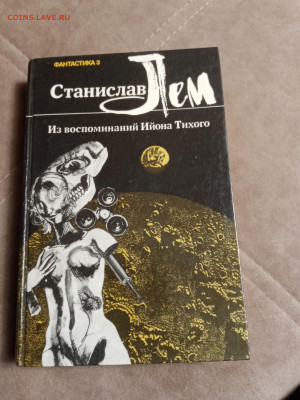 COINS.LAVE.RU
ФАНТАСТИКА 3
Станислав Лем
Из воспоминаний Ийона Тихого